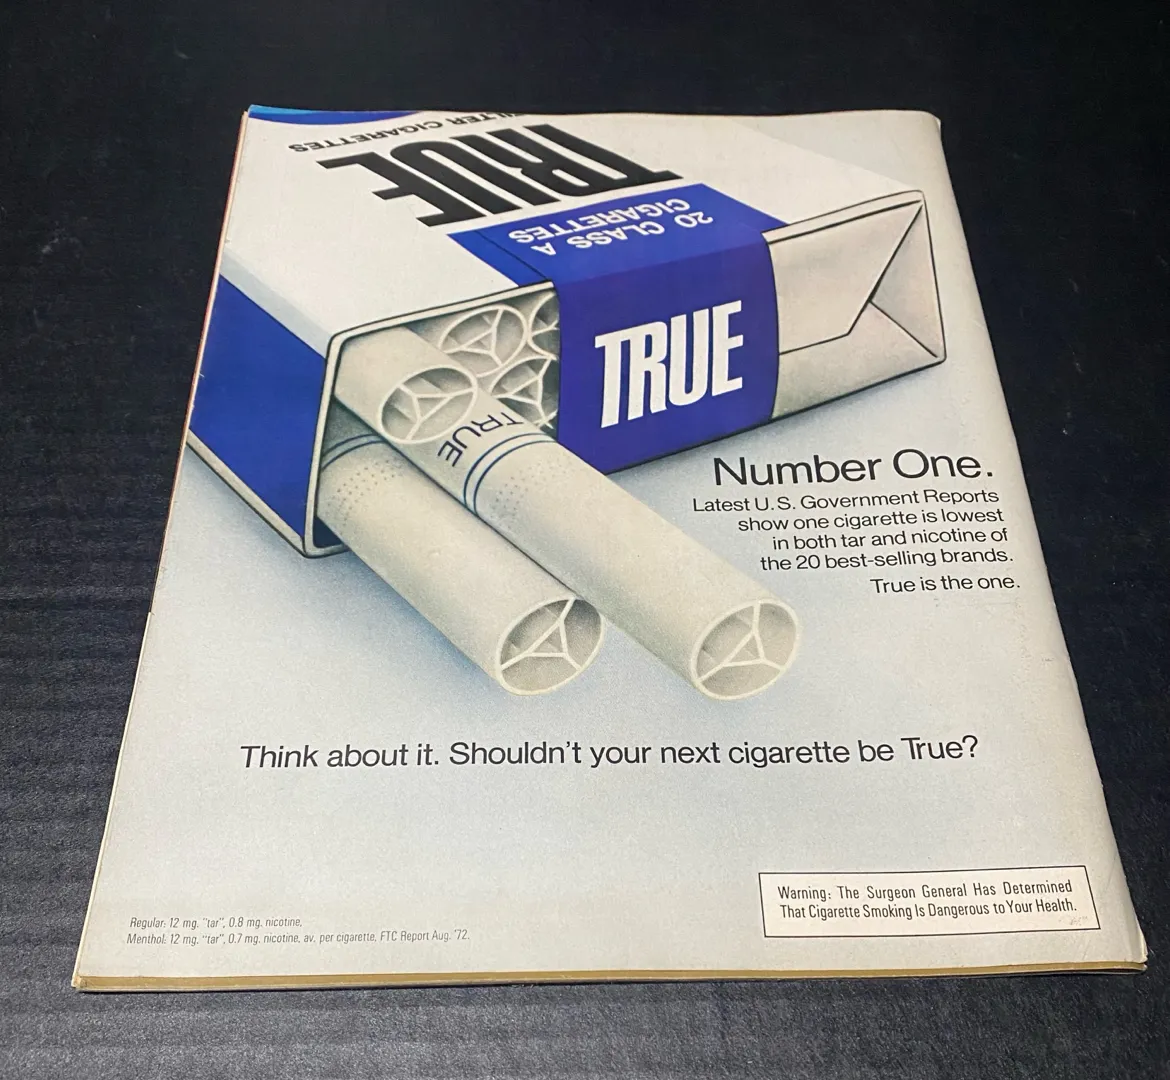 FILTER CIGARETTES
TRUE
20 CLASS A
CIGARETTES
TRUE
TRUE
Number One.
Latest U.S. Government Reports
show one cigarette is lowest
in both tar and nicotine of
the 20 best-selling brands.
True is the one.
Think about it. Shouldn't your next cigarette be True?
Regular: 12 mg. "tar", 0.8 mg. nicotine,
Menthol: 12 mg. "tar", 0.7 mg. nicotine, av. per cigarette, FTC Report Aug. '72.
Warning: The Surgeon General Has Determined
That Cigarette Smoking Is Dangerous to Your Health.